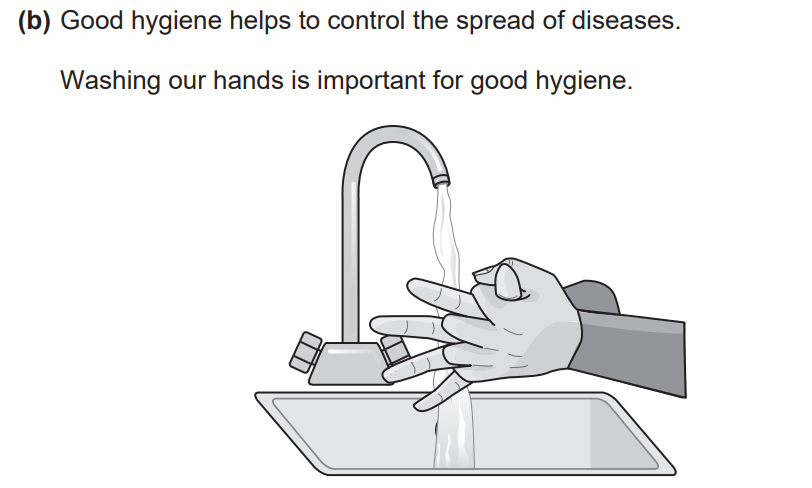 (b) Good hygiene helps to control the spread of diseases.
Washing our hands is important for good hygiene.